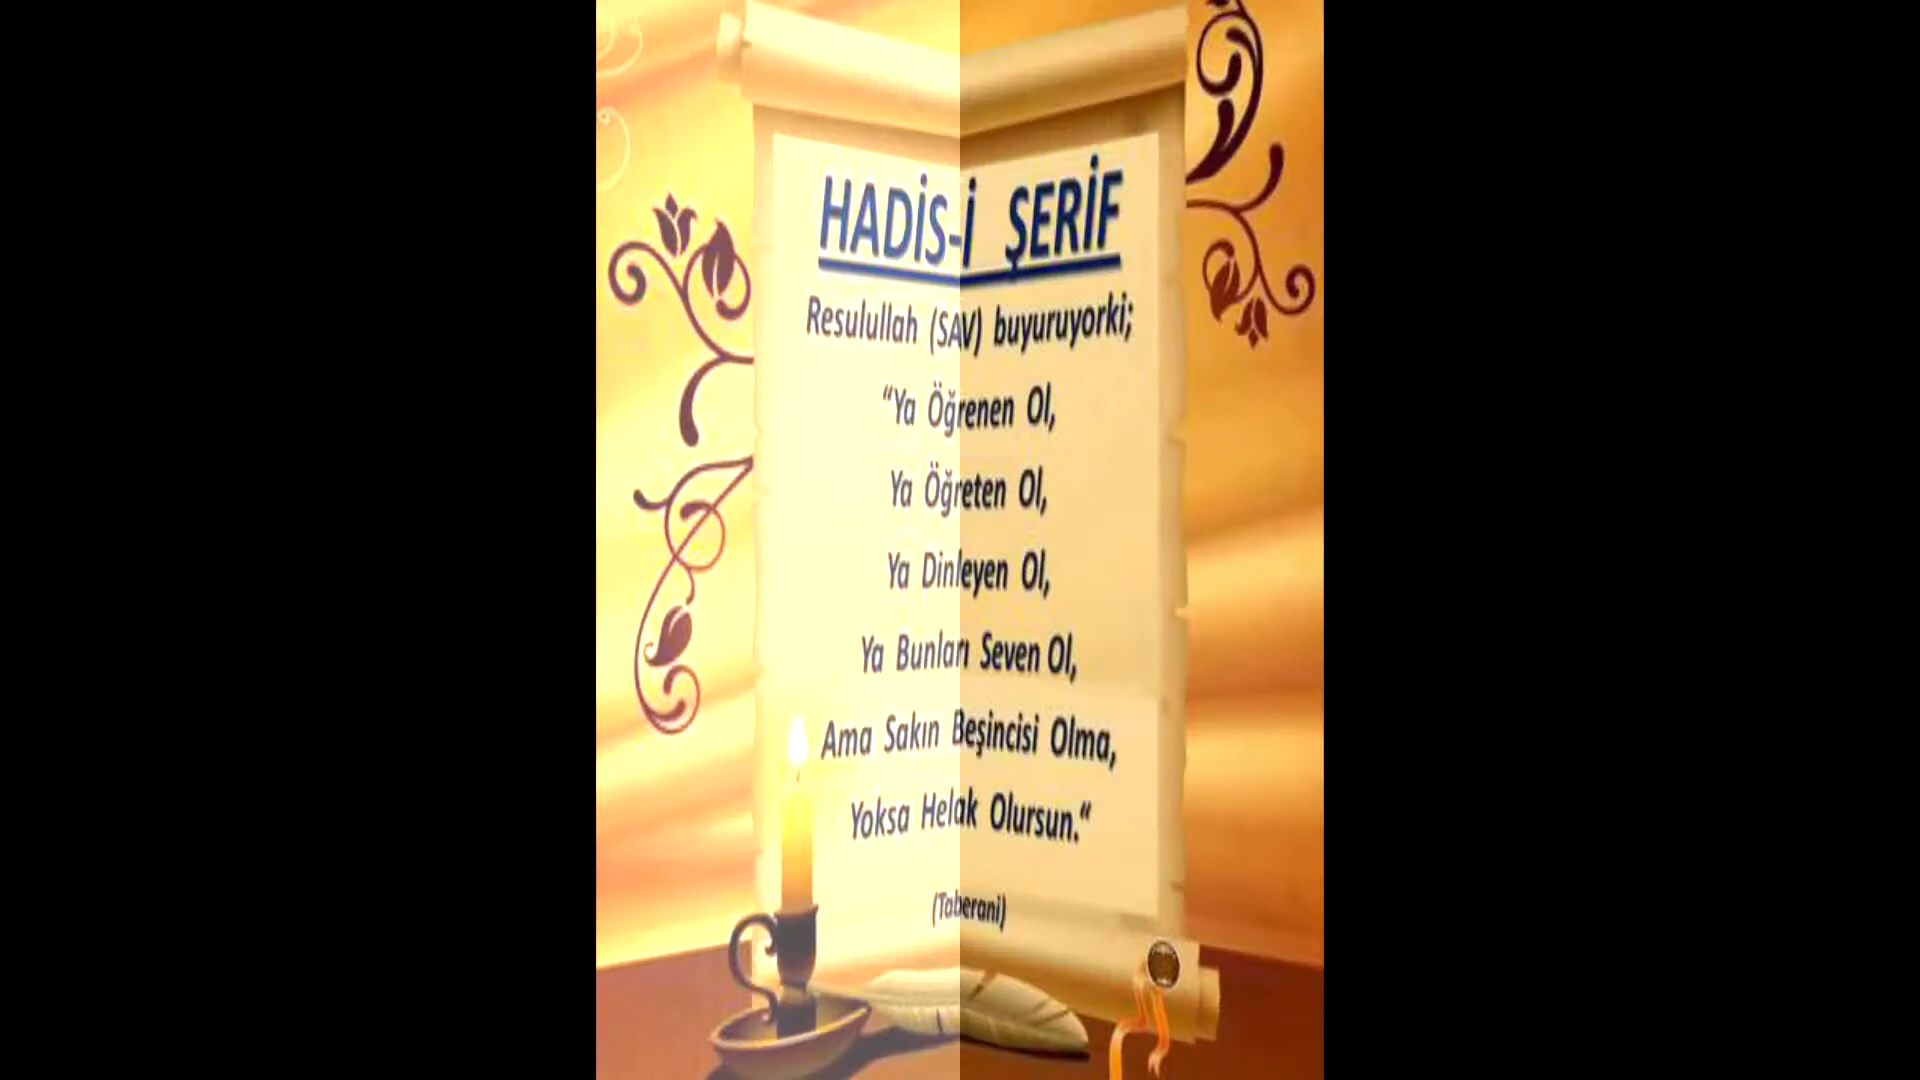 HADİS-İ ŞERİF
Resulullah (SAV) buyuruyorki;
“Ya Öğrenen Ol,
Ya Öğreten Ol,
Ya Dinleyen Ol,
Ya Bunları Seven Ol,
Ama Sakın Beşincisi Olma,
Yoksa Helak Olursun.“
(Taberani)